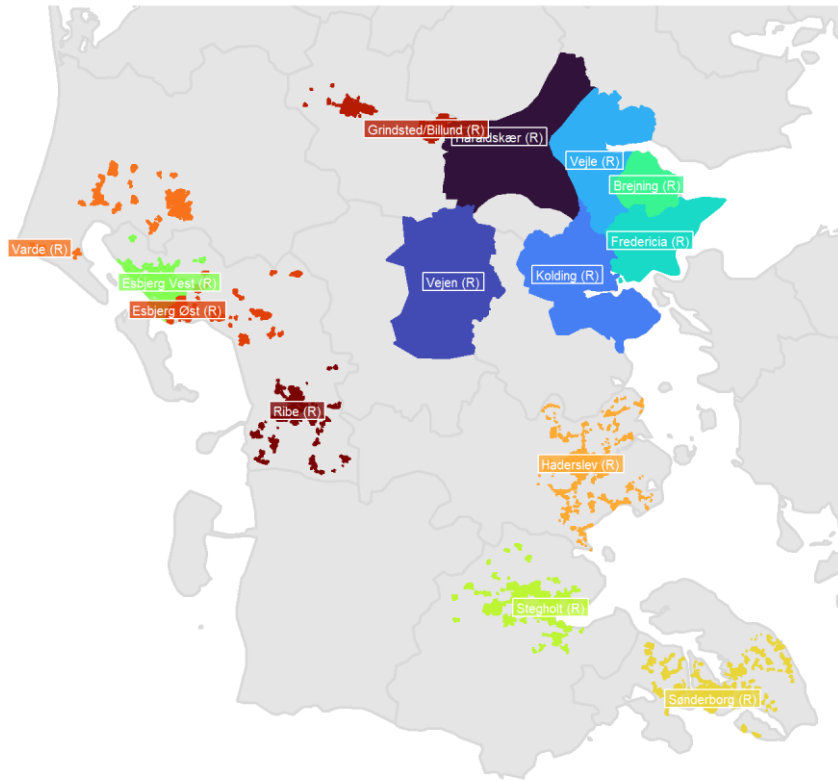 Grindsted/Billund (R)
Haraldskær (R)
Vejle (R)
Brejning (R)
Fredericia (R)
Varde (R)
Kolding (R)
Esbjerg Vest (R)
Vejen (R)
Esbjerg Øst (R)
Ribe (R)
Haderslev (R)
Stegholt (R)
Sønderborg (R)